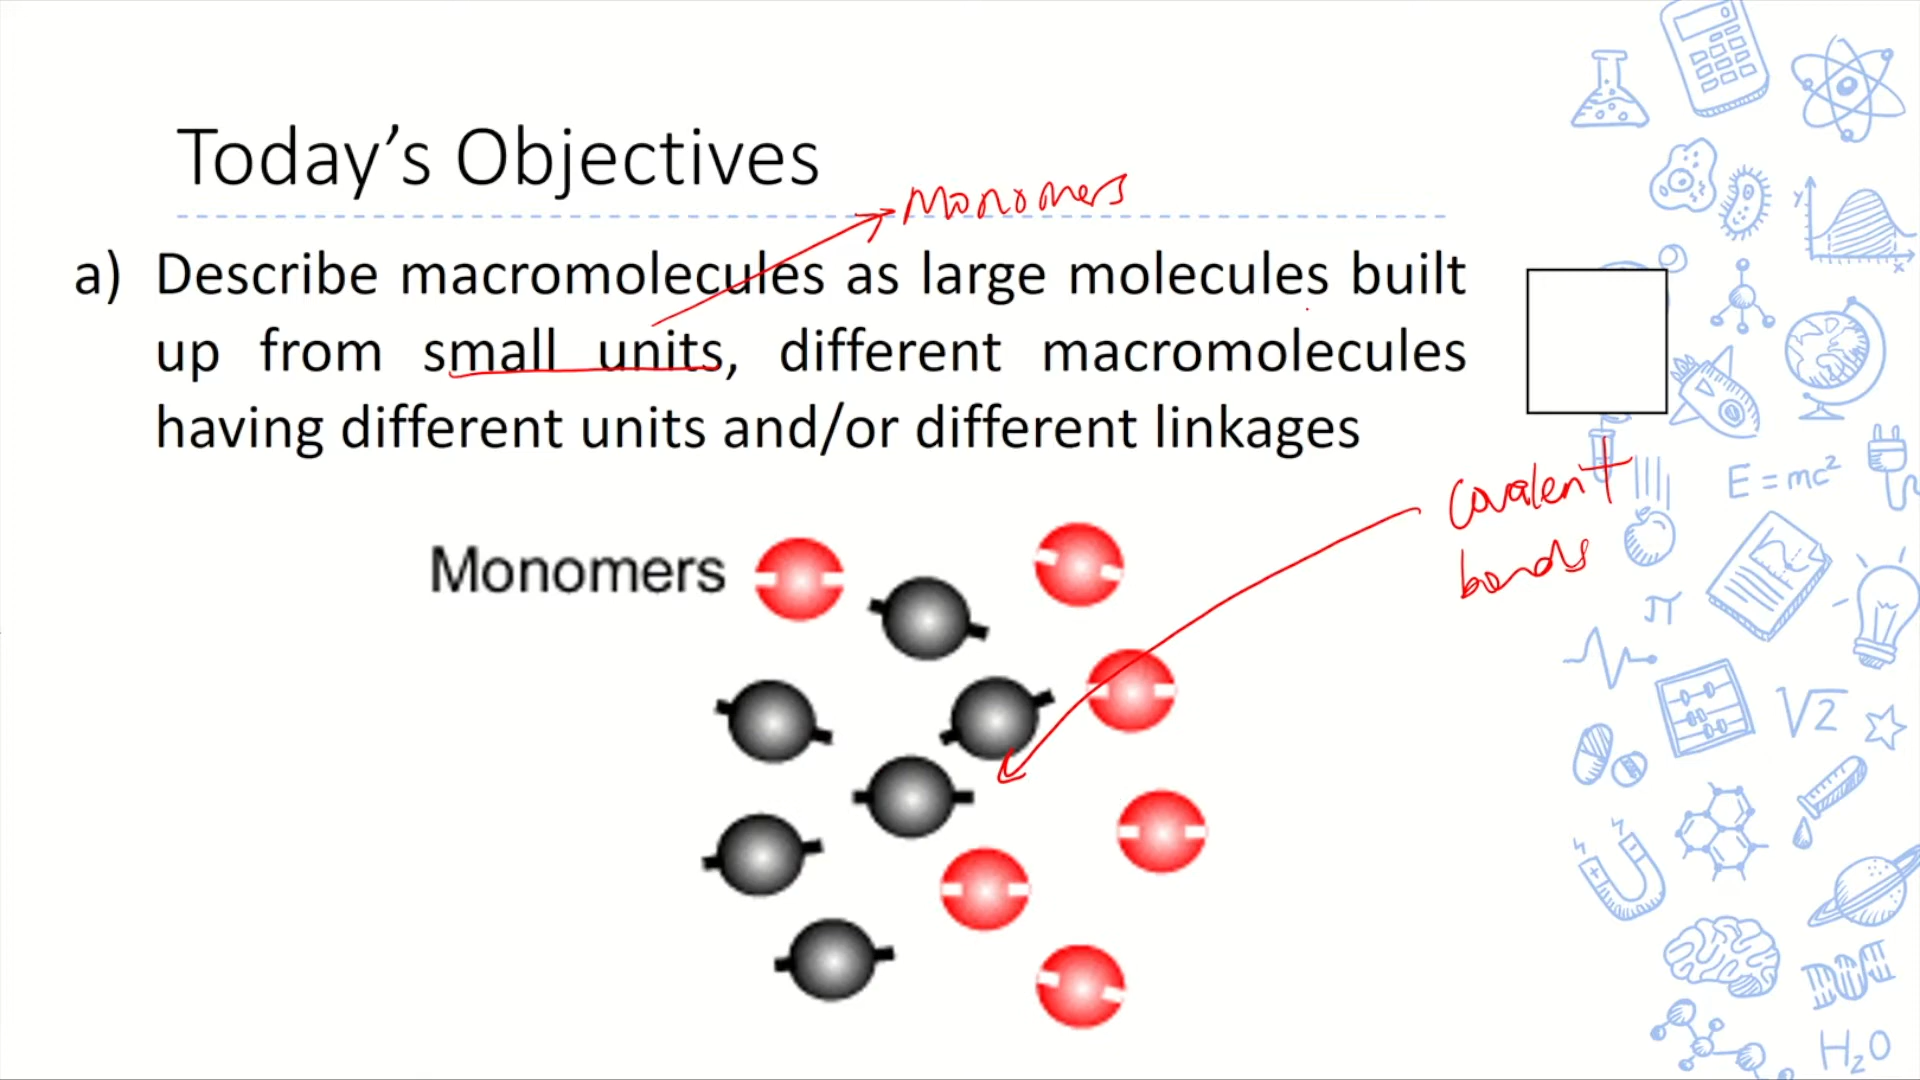 Today's Objectives
Monomers
a) Describe macromolecules as large molecules built
up from small units, different macromolecules
having different units and/or different linkages
covalent
bonds
Monomers
Y
x
E = mc²
π
√2
H₂O